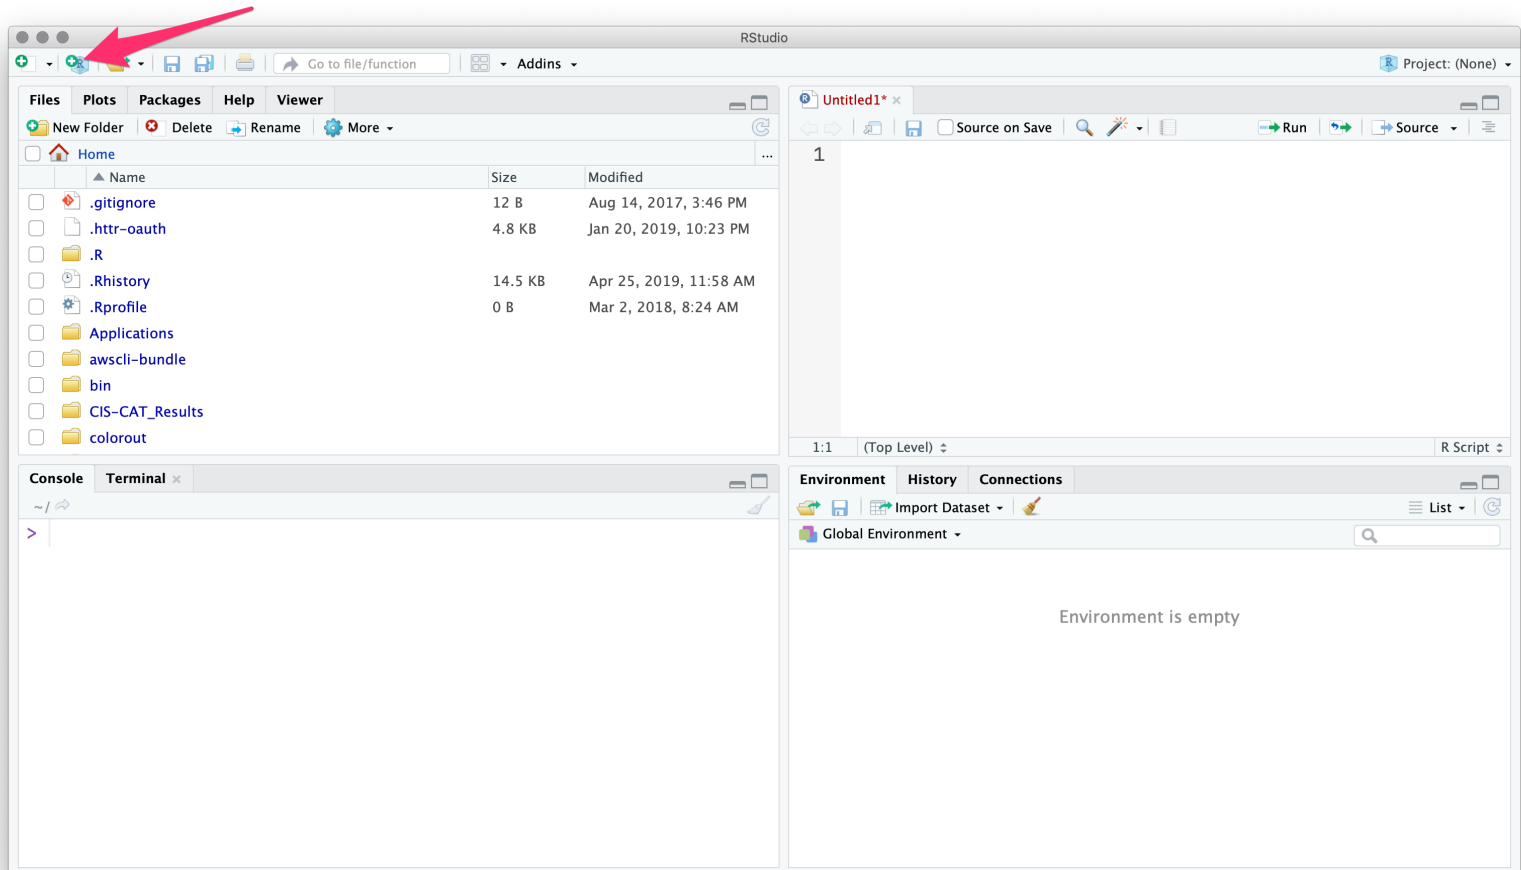 RStudio
Go to file/function
Addins
Project: (None)
Files Plots Packages Help Viewer
New Folder Delete Rename More
Home ...
Name Size Modified
.gitignore 12 B Aug 14, 2017, 3:46 PM
.httr-oauth 4.8 KB Jan 20, 2019, 10:23 PM
.R
.Rhistory 14.5 KB Apr 25, 2019, 11:58 AM
.Rprofile 0 B Mar 2, 2018, 8:24 AM
Applications
awscli-bundle
bin
CIS-CAT_Results
colorout
Untitled1*
Source on Save Run Source
1
1:1 (Top Level) R Script
Console Terminal
~/
>
Environment History Connections
Import Dataset List
Global Environment
Environment is empty